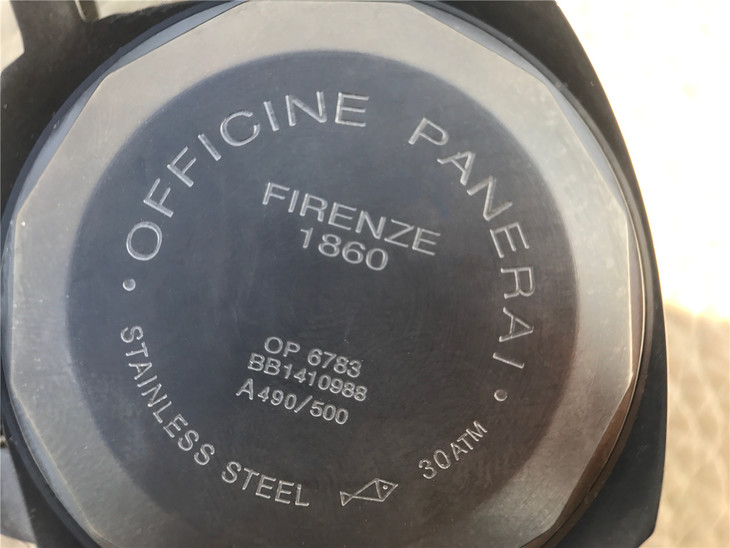 • OFFICINE PANERAI •
FIRENZE
1860
OP 6783
BB1410988
A490/500
STAINLESS STEEL
30ATM